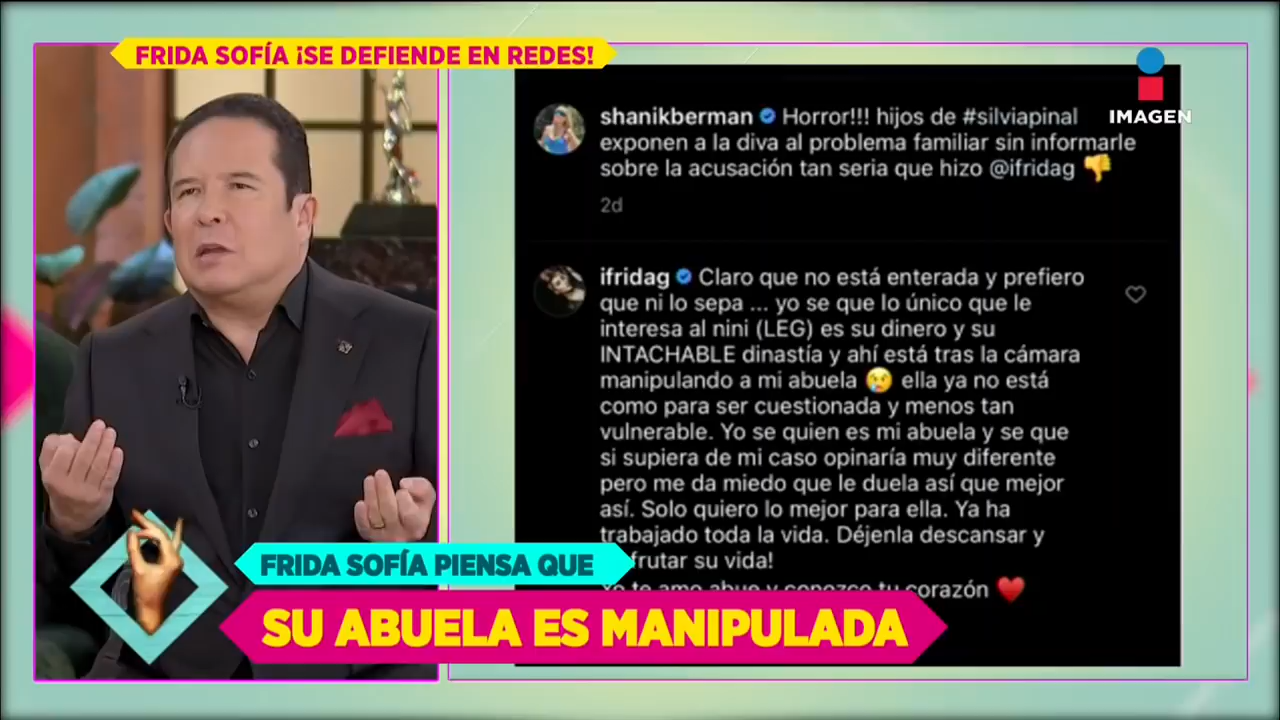 FRIDA SOFÍA ¡SE DEFIENDE EN REDES!
IMAGEN
shanikberman Horror!!! hijos de #silviapinal
exponen a la diva al problema familiar sin informarle
sobre la acusación tan seria que hizo @ifridag
2d
ifridag Claro que no está enterada y prefiero
que ni lo sepa ... yo se que lo único que le
interesa al nini (LEG) es su dinero y su
INTACHABLE dinastía y ahí está tras la cámara
manipulando a mi abuela ella ya no está
como para ser cuestionada y menos tan
vulnerable. Yo se quien es mi abuela y se que
si supiera de mi caso opinaría muy diferente
pero me da miedo que le duela así que mejor
así. Solo quiero lo mejor para ella. Ya ha
trabajado toda la vida. Déjenla descansar y
frutar su vida!
te amo abue y conozco tu corazón
FRIDA SOFÍA PIENSA QUE
SU ABUELA ES MANIPULADA